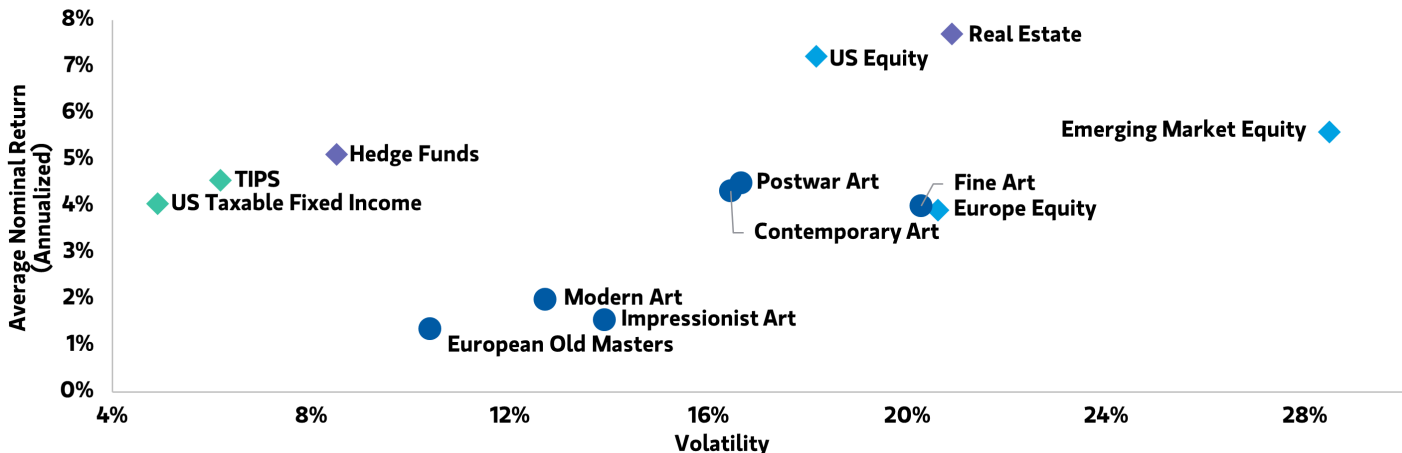 8%
7%
6%
5%
4%
3%
2%
1%
0%
Average Nominal Return
(Annualized)
Real Estate
US Equity
Emerging Market Equity
Hedge Funds
TIPS
US Taxable Fixed Income
Postwar Art
Fine Art
Europe Equity
Contemporary Art
Modern Art
Impressionist Art
European Old Masters
4%
8%
12%
16%
20%
24%
28%
Volatility